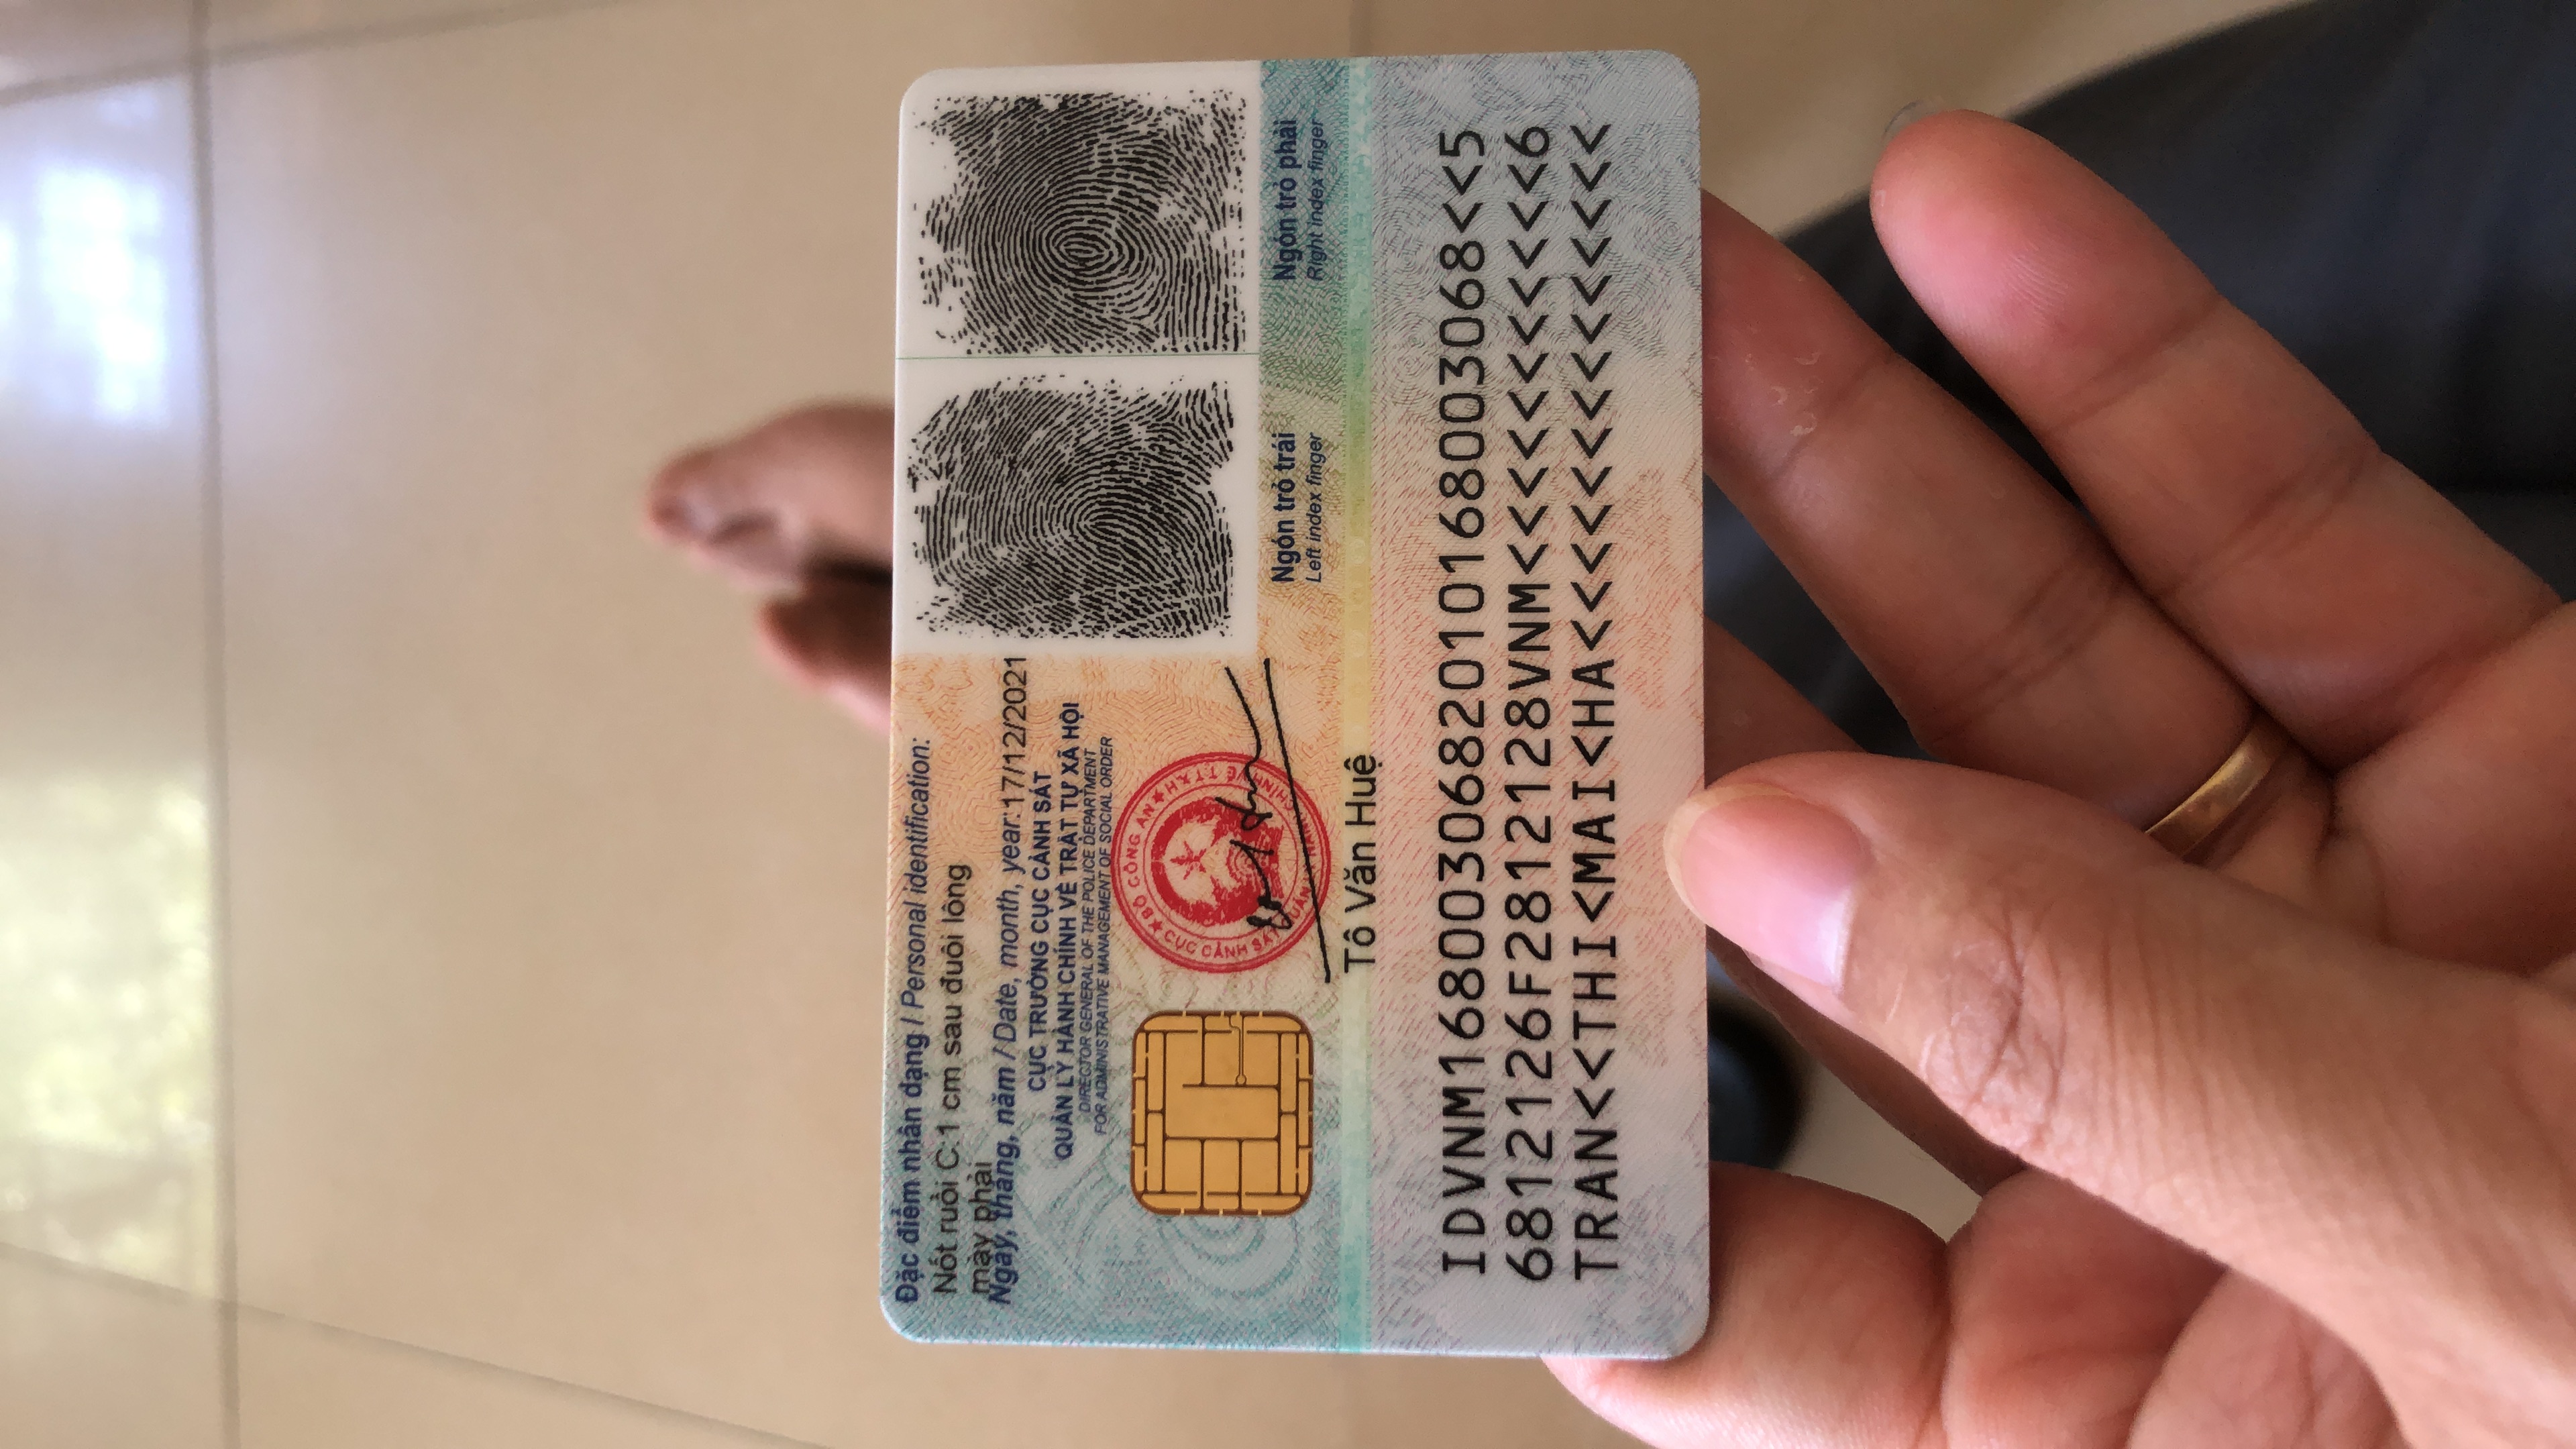 Đặc điểm nhân dạng / Personal identification:
Nốt ruồi C:1 cm sau đuôi lông
mày phải
Ngày, tháng, năm / Date, month, year:17/12/2021
CỤC TRƯỞNG CỤC CẢNH SÁT
QUẢN LÝ HÀNH CHÍNH VỀ TRẬT TỰ XÃ HỘI
DIRECTOR GENERAL OF THE POLICE DEPARTMENT
FOR ADMINISTRATIVE MANAGEMENT OF SOCIAL ORDER
★ BỘ CÔNG AN ★
CỤC CẢNH SÁT QUẢN LÝ HÀNH CHÍNH VỀ TTXH
Tô Văn Huệ
Ngón trỏ trái
Left index finger
Ngón trỏ phải
Right index finger
IDVNM1680030682010168003068<<5
6812126F2812128VNM<<<<<<<<<<<6
TRAN<<THI<MAI<HA<<<<<<<<<<<<<<